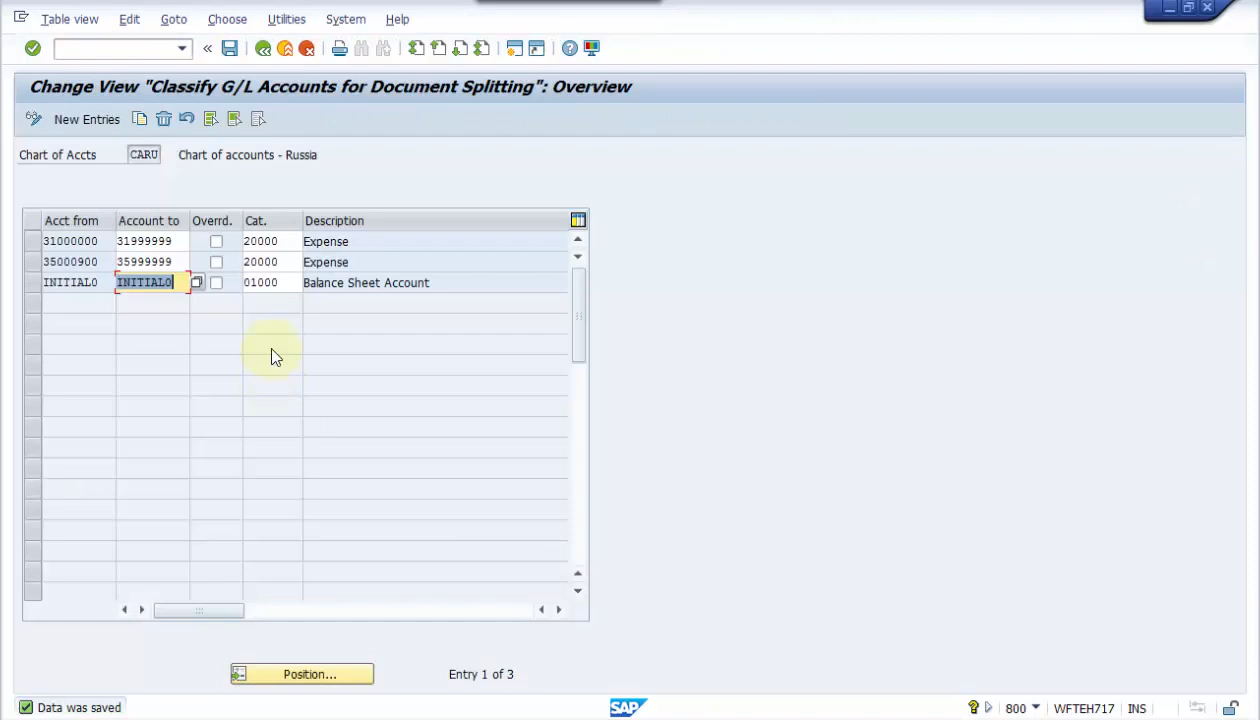 Table view Edit Goto Choose Utilities System Help
Change View "Classify G/L Accounts for Document Splitting": Overview
New Entries
Chart of Accts CARU Chart of accounts - Russia
Acct from Account to Overrd. Cat. Description
31000000 31999999 20000 Expense
35000900 35999999 20000 Expense
INITIAL0 INITIAL0 01000 Balance Sheet Account
Position... Entry 1 of 3
Data was saved SAP 800 WFTEH717 INS